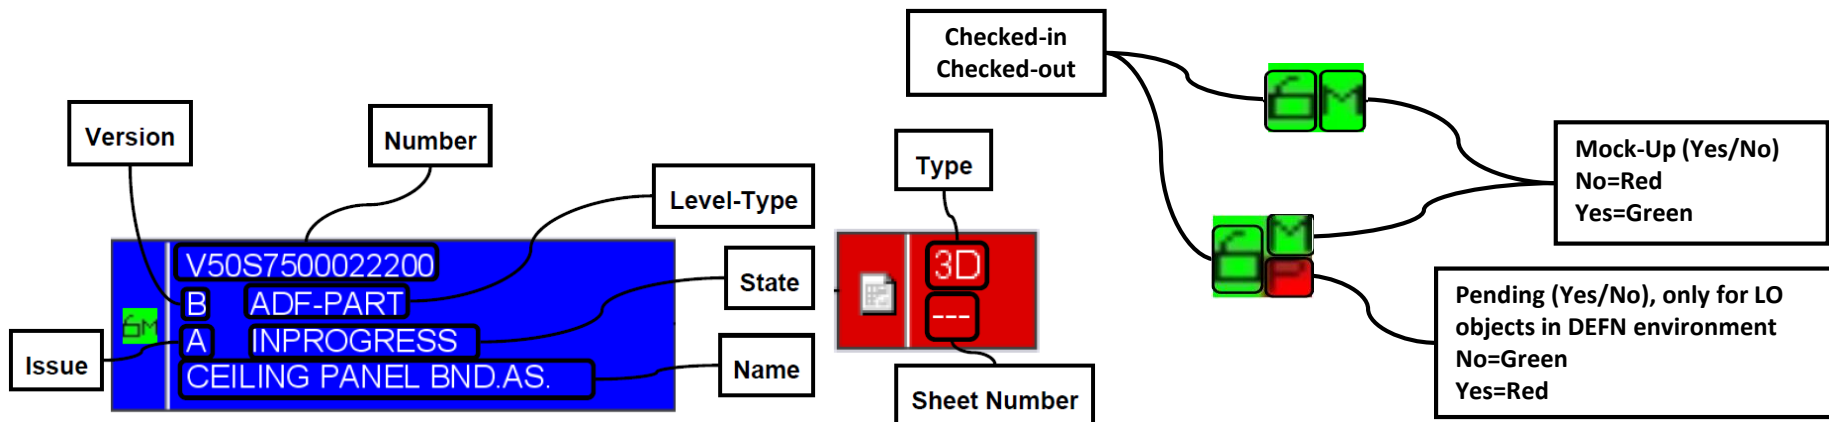 Checked-in
Checked-out
Version
Number
Type
Level-Type
Mock-Up (Yes/No)
No=Red
Yes=Green
M
M
P
V50S7500022200
B ADF-PART
A INPROGRESS
CEILING PANEL BND.AS.
M
3D
---
State
Issue
Name
Sheet Number
Pending (Yes/No), only for LO
objects in DEFN environment
No=Green
Yes=Red